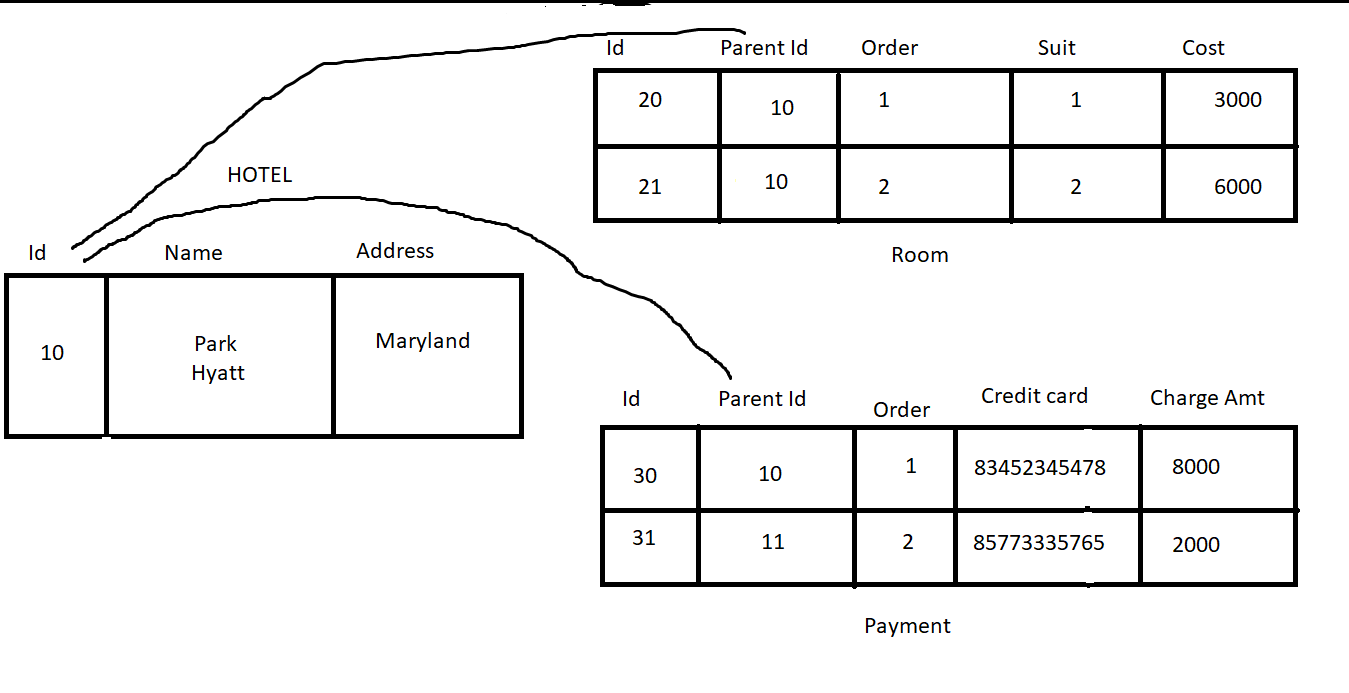 HOTEL
Id Name Address
10 Park Hyatt Maryland
Id Parent Id Order Suit Cost
20 10 1 1 3000
21 10 2 2 6000
Room
Id Parent Id Order Credit card Charge Amt
30 10 1 83452345478 8000
31 11 2 85773335765 2000
Payment